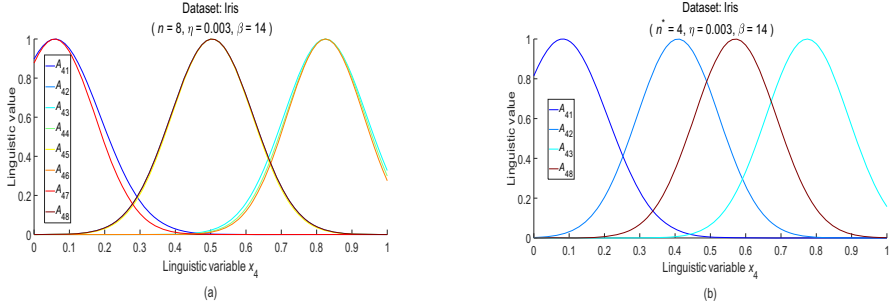 Dataset: Iris
( n = 8, η = 0.003, β = 14 )
Linguistic value
1
0.8
0.6
0.4
0.2
0
A41
A42
A43
A44
A45
A46
A47
A48
0 0.1 0.2 0.3 0.4 0.5 0.6 0.7 0.8 0.9 1
Linguistic variable x4
(a)
Dataset: Iris
( n* = 4, η = 0.003, β = 14 )
Linguistic value
1
0.8
0.6
0.4
0.2
0
A41
A42
A43
A48
0 0.1 0.2 0.3 0.4 0.5 0.6 0.7 0.8 0.9 1
Linguistic variable x4
(b)